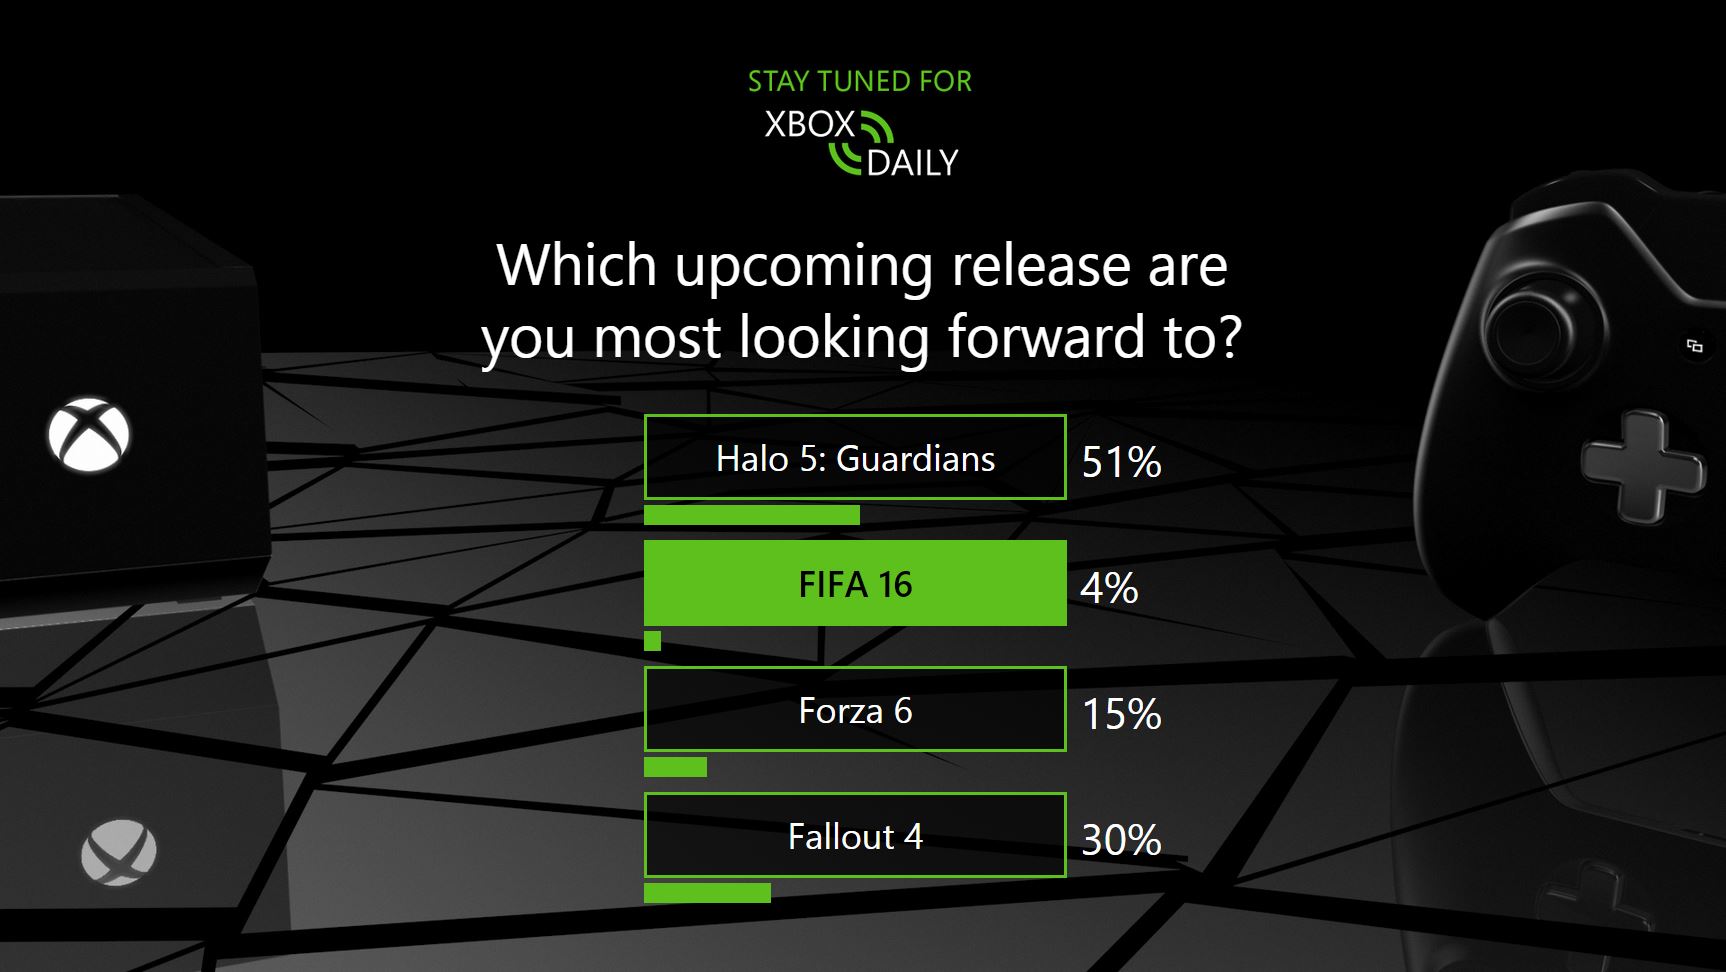 STAY TUNED FOR
XBOX
DAILY
Which upcoming release are
you most looking forward to?
Halo 5: Guardians 51%
FIFA 16 4%
Forza 6 15%
Fallout 4 30%